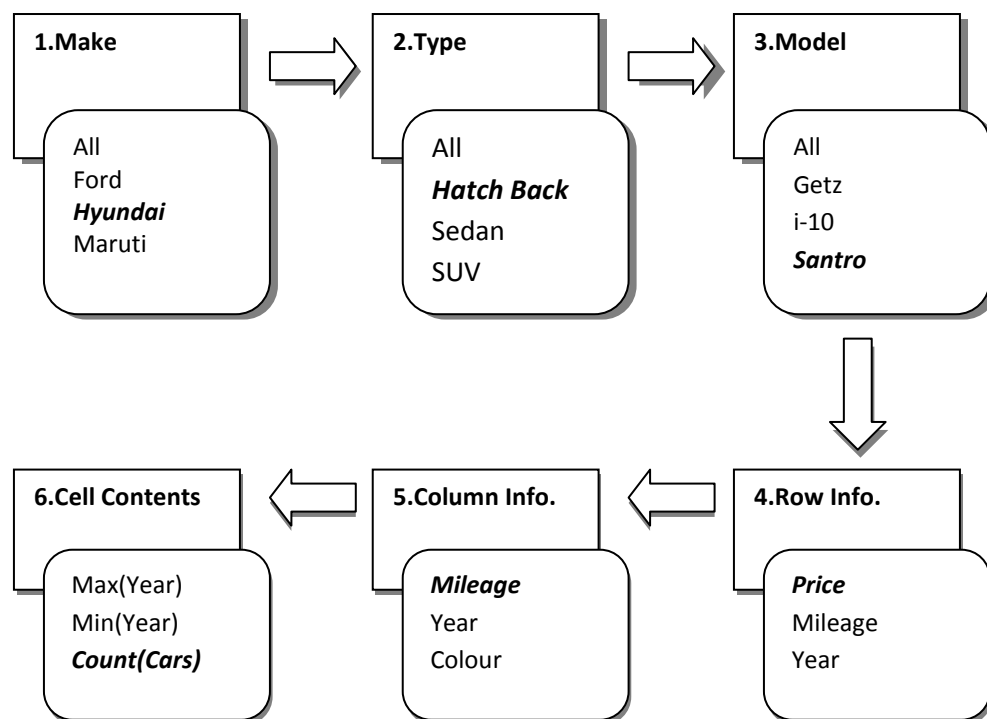 1.Make
All
Ford
Hyundai
Maruti
2.Type
All
Hatch Back
Sedan
SUV
3.Model
All
Getz
i-10
Santro
4.Row Info.
Price
Mileage
Year
5.Column Info.
Mileage
Year
Colour
6.Cell Contents
Max(Year)
Min(Year)
Count(Cars)